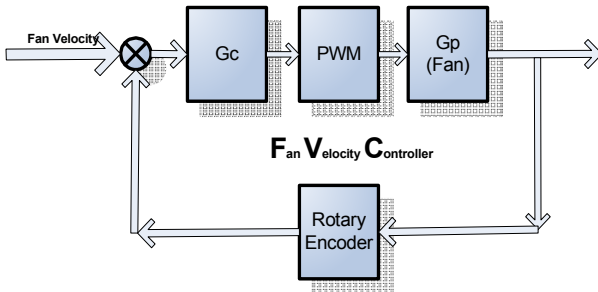 Fan Velocity
Gc
PWM
Gp
(Fan)
Fan Velocity Controller
Rotary
Encoder